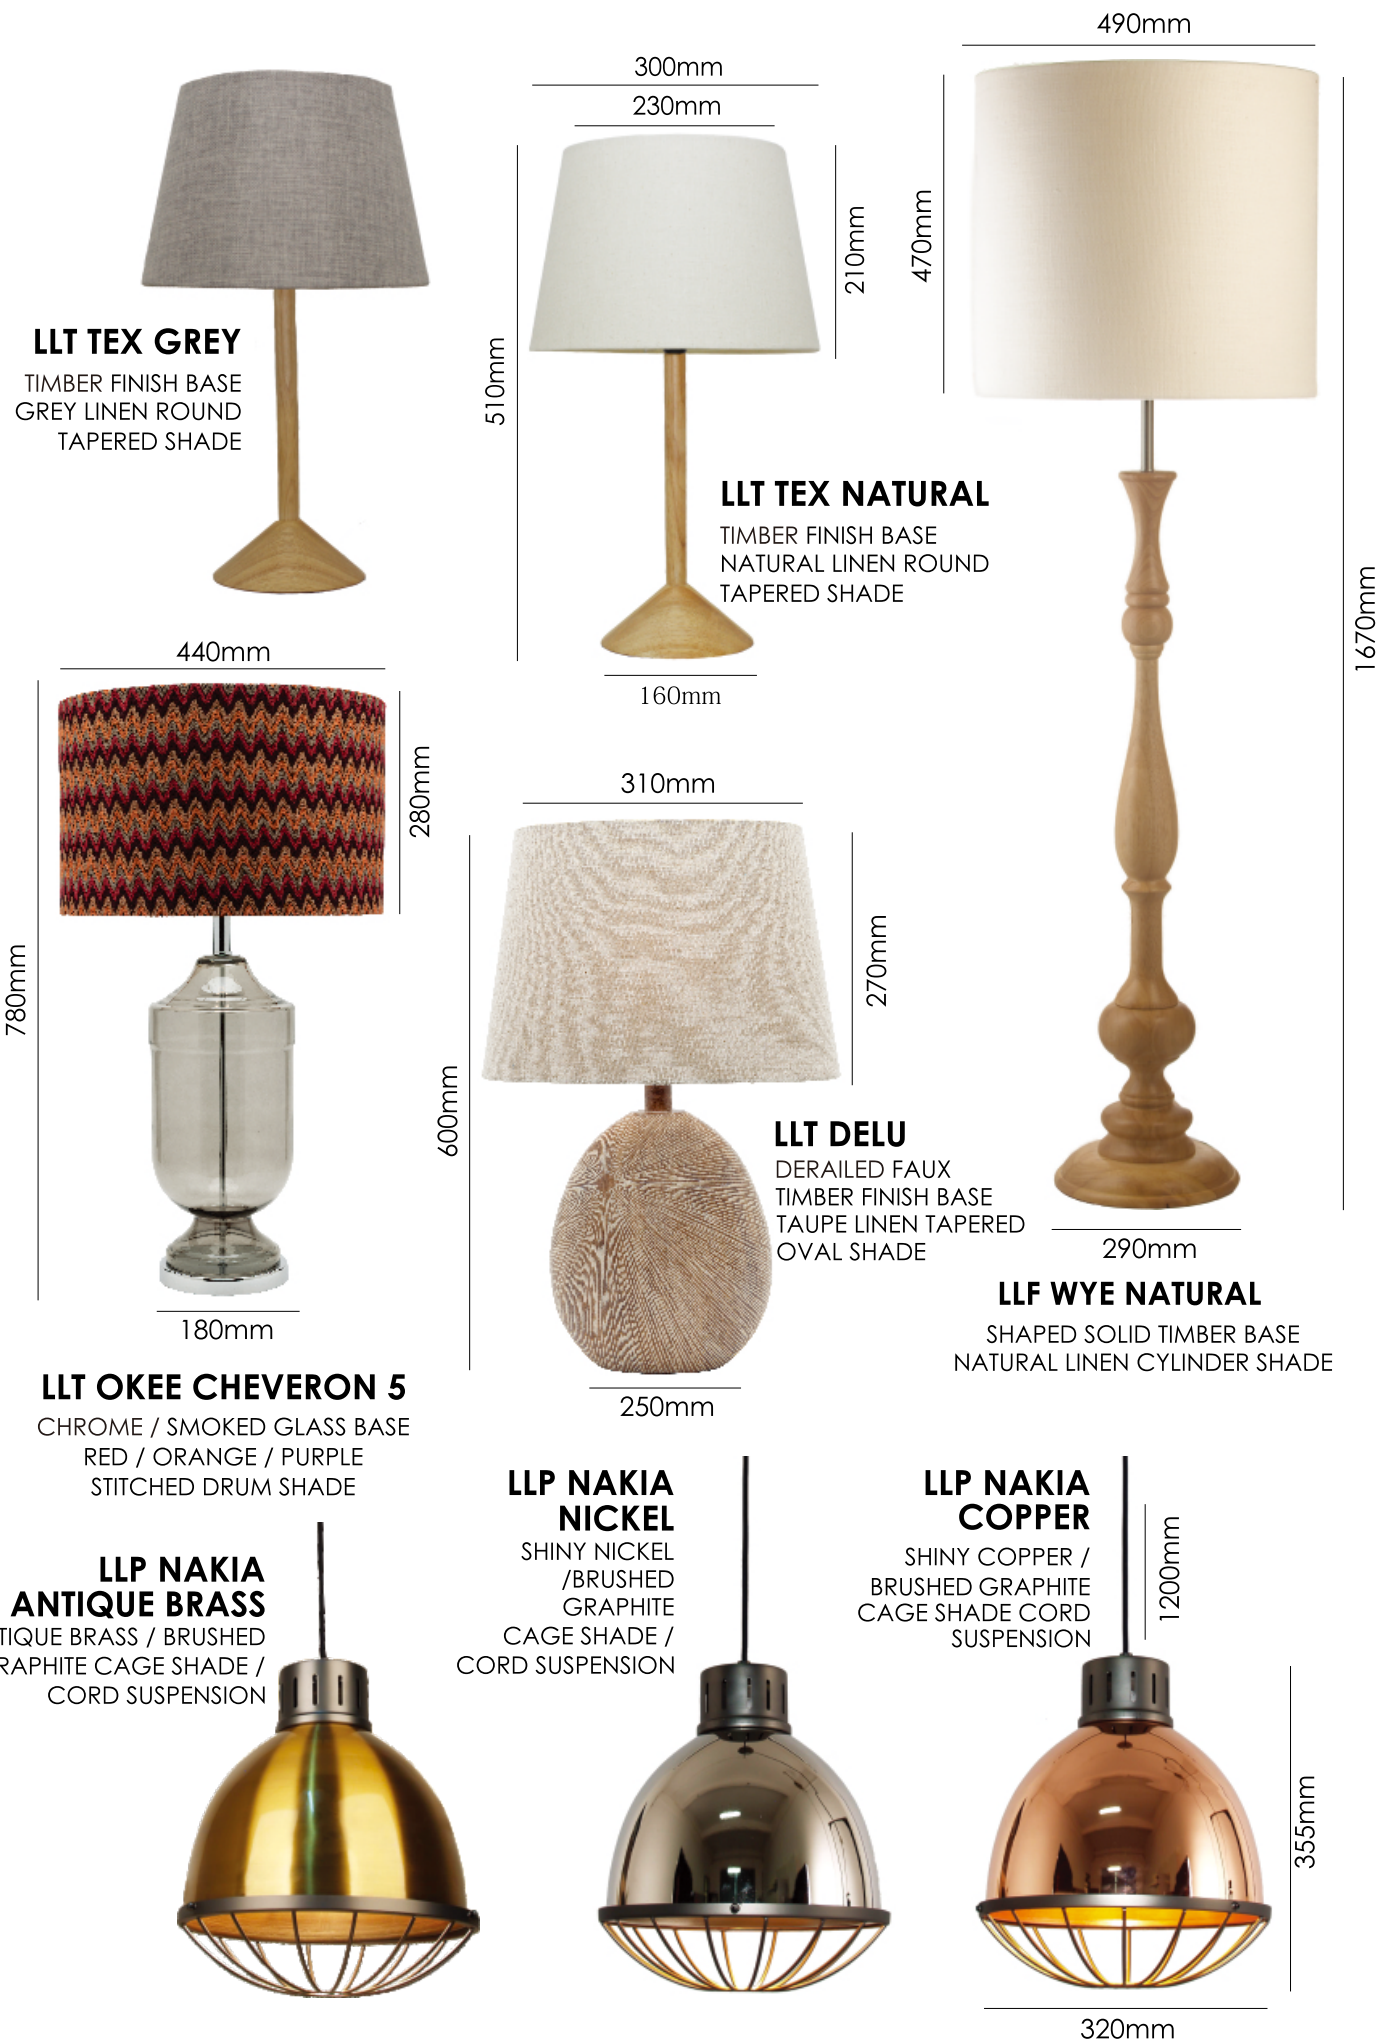 490mm
300mm
230mm
470mm
210mm
510mm
1670mm
LLT TEX GREY
TIMBER FINISH BASE
GREY LINEN ROUND
TAPERED SHADE
LLT TEX NATURAL
TIMBER FINISH BASE
NATURAL LINEN ROUND
TAPERED SHADE
160mm
440mm
280mm
780mm
180mm
LLT OKEE CHEVERON 5
CHROME / SMOKED GLASS BASE
RED / ORANGE / PURPLE
STITCHED DRUM SHADE
310mm
270mm
600mm
LLT DELU
DERAILED FAUX
TIMBER FINISH BASE
TAUPE LINEN TAPERED
OVAL SHADE
250mm
290mm
LLF WYE NATURAL
SHAPED SOLID TIMBER BASE
NATURAL LINEN CYLINDER SHADE
LLP NAKIA
ANTIQUE BRASS
TIQUE BRASS / BRUSHED
RAPHITE CAGE SHADE /
CORD SUSPENSION
LLP NAKIA
NICKEL
SHINY NICKEL
/BRUSHED
GRAPHITE
CAGE SHADE /
CORD SUSPENSION
LLP NAKIA
COPPER
SHINY COPPER /
BRUSHED GRAPHITE
CAGE SHADE CORD
SUSPENSION
1200mm
355mm
320mm